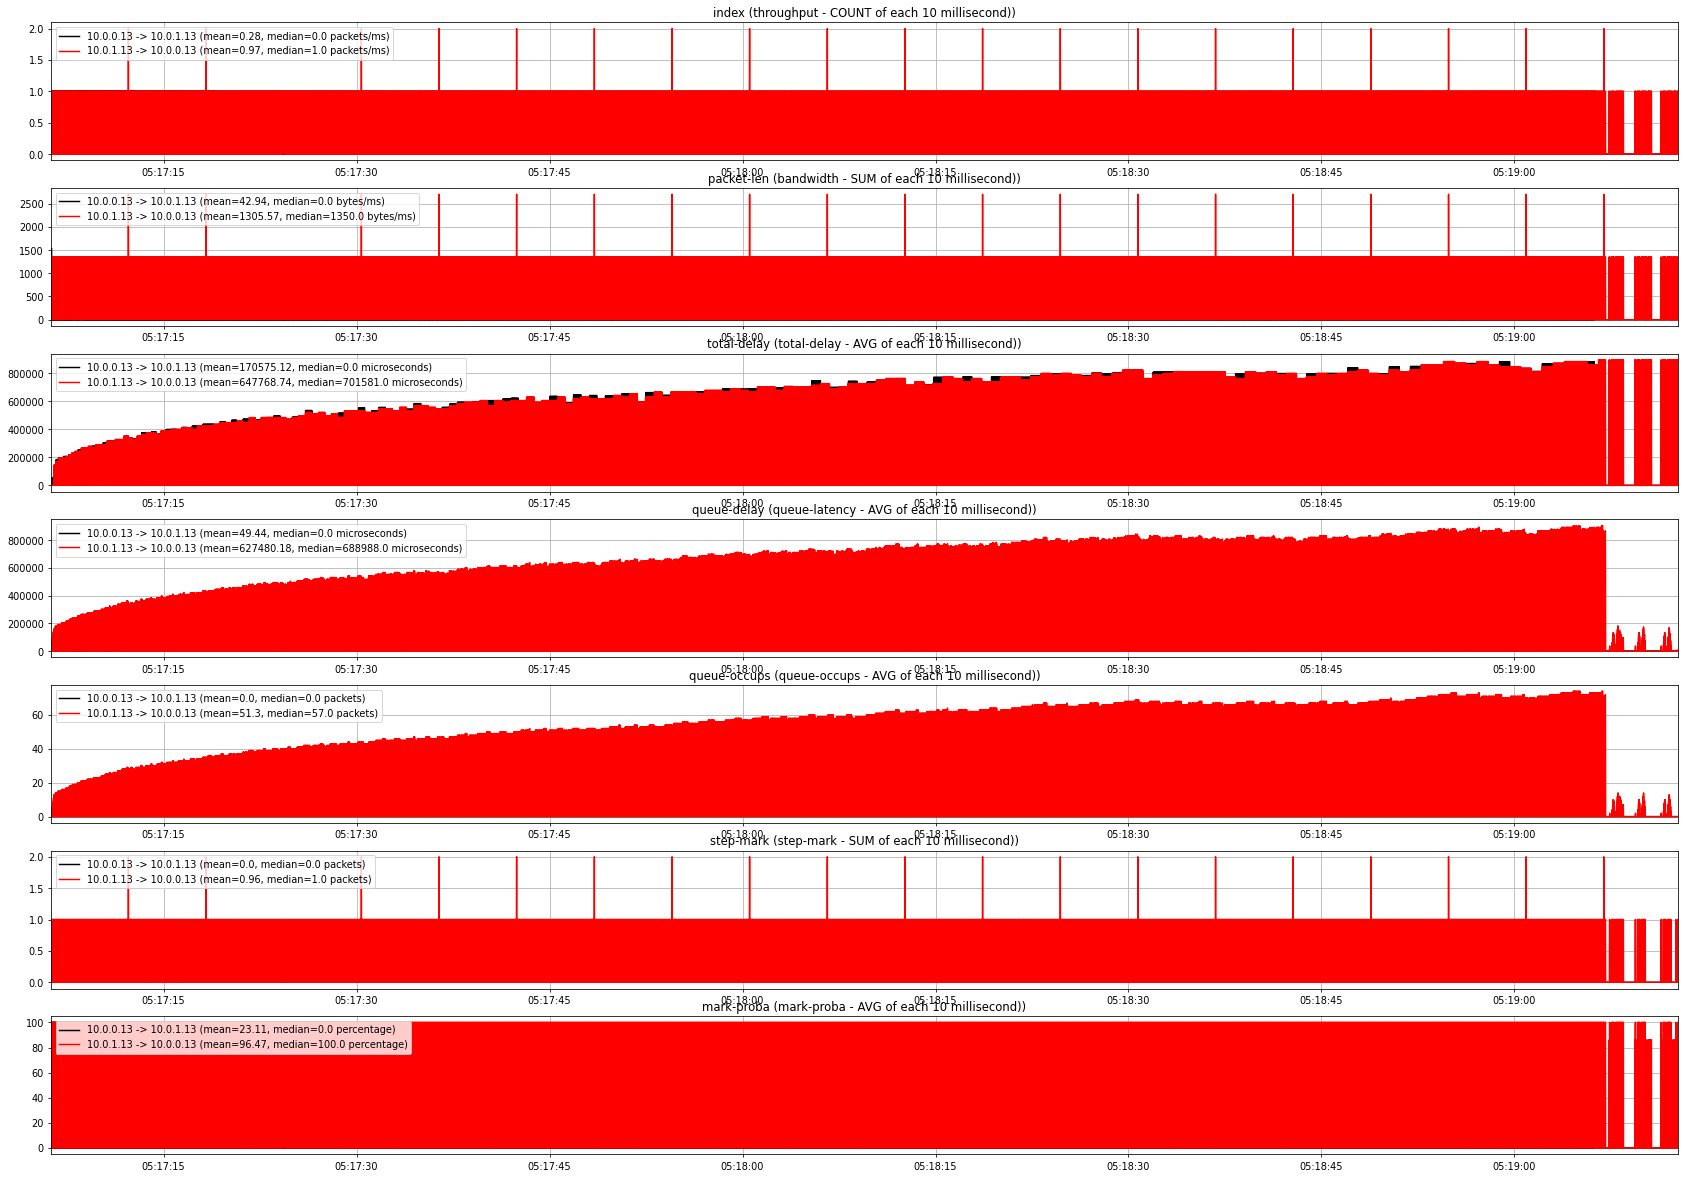 index (throughput - COUNT of each 10 millisecond))
2.0
1.5
1.0
0.5
0.0
10.0.0.13 -> 10.0.1.13 (mean=0.28, median=0.0 packets/ms)
10.0.1.13 -> 10.0.0.13 (mean=0.97, median=1.0 packets/ms)
05:17:15 05:17:30 05:17:45 05:18:00 05:18:15 05:18:30 05:18:45 05:19:00
packet-len (bandwidth - SUM of each 10 millisecond))
2500
2000
1500
1000
500
0
10.0.0.13 -> 10.0.1.13 (mean=42.94, median=0.0 bytes/ms)
10.0.1.13 -> 10.0.0.13 (mean=1305.57, median=1350.0 bytes/ms)
05:17:15 05:17:30 05:17:45 05:18:00 05:18:15 05:18:30 05:18:45 05:19:00
total-delay (total-delay - AVG of each 10 millisecond))
800000
600000
400000
200000
0
10.0.0.13 -> 10.0.1.13 (mean=170575.12, median=0.0 microseconds)
10.0.1.13 -> 10.0.0.13 (mean=647768.74, median=701581.0 microseconds)
05:17:15 05:17:30 05:17:45 05:18:00 05:18:15 05:18:30 05:18:45 05:19:00
queue-delay (queue-latency - AVG of each 10 millisecond))
800000
600000
400000
200000
0
10.0.0.13 -> 10.0.1.13 (mean=49.44, median=0.0 microseconds)
10.0.1.13 -> 10.0.0.13 (mean=627480.18, median=688988.0 microseconds)
05:17:15 05:17:30 05:17:45 05:18:00 05:18:15 05:18:30 05:18:45 05:19:00
queue-occups (queue-occups - AVG of each 10 millisecond))
60
40
20
0
10.0.0.13 -> 10.0.1.13 (mean=0.0, median=0.0 packets)
10.0.1.13 -> 10.0.0.13 (mean=51.3, median=57.0 packets)
05:17:15 05:17:30 05:17:45 05:18:00 05:18:15 05:18:30 05:18:45 05:19:00
step-mark (step-mark - SUM of each 10 millisecond))
2.0
1.5
1.0
0.5
0.0
10.0.0.13 -> 10.0.1.13 (mean=0.0, median=0.0 packets)
10.0.1.13 -> 10.0.0.13 (mean=0.96, median=1.0 packets)
05:17:15 05:17:30 05:17:45 05:18:00 05:18:15 05:18:30 05:18:45 05:19:00
mark-proba (mark-proba - AVG of each 10 millisecond))
100
80
60
40
20
0
10.0.0.13 -> 10.0.1.13 (mean=23.11, median=0.0 percentage)
10.0.1.13 -> 10.0.0.13 (mean=96.47, median=100.0 percentage)
05:17:15 05:17:30 05:17:45 05:18:00 05:18:15 05:18:30 05:18:45 05:19:00